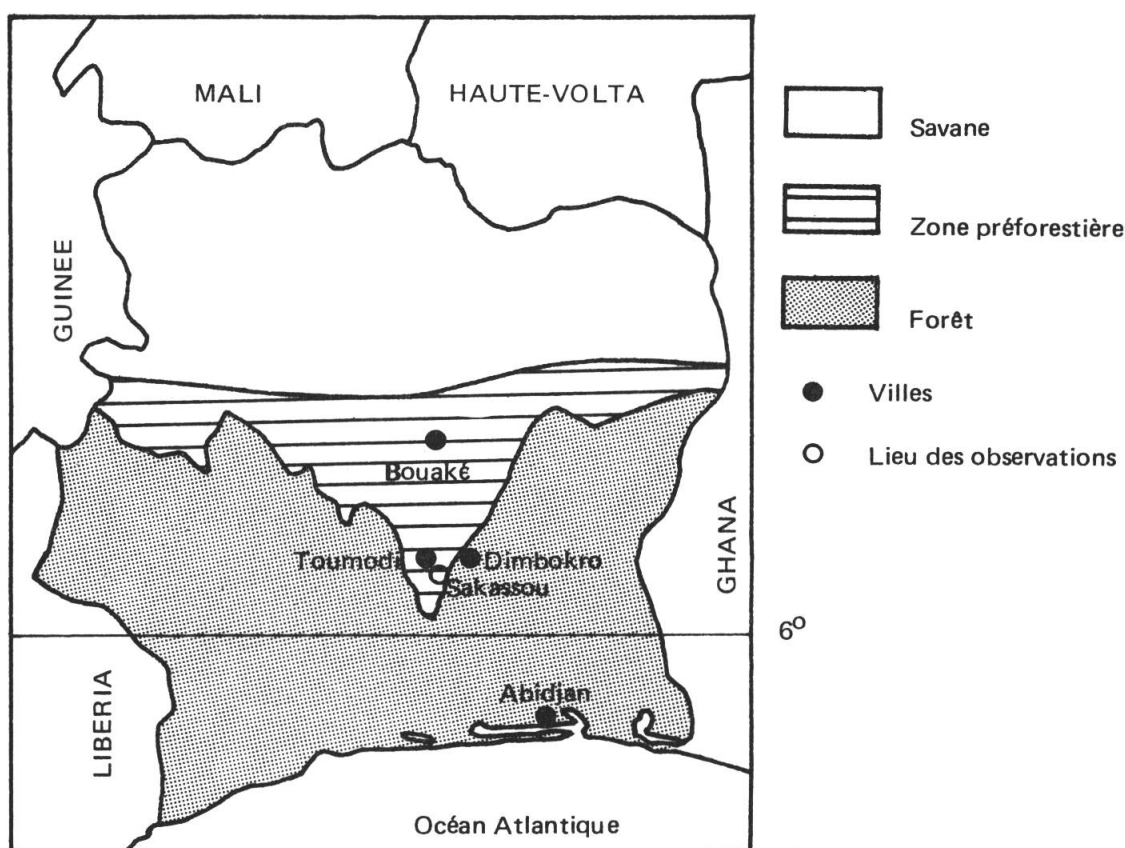 MALI
HAUTE-VOLTA
GUINEE
Bouaké
Toumodi
Dimbokro
Sakassou
GHANA
6º
LIBERIA
Abidjan
Océan Atlantique
Savane
Zone préforestière
Forêt
Villes
Lieu des observations